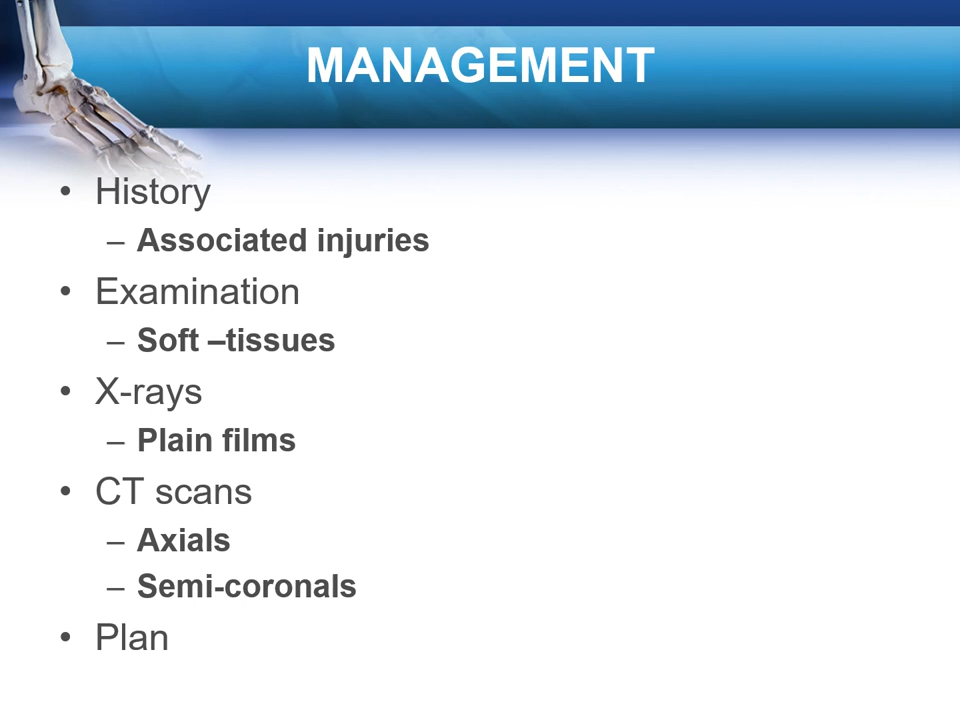 MANAGEMENT
• History
– Associated injuries
• Examination
– Soft –tissues
• X-rays
– Plain films
• CT scans
– Axials
– Semi-coronals
• Plan